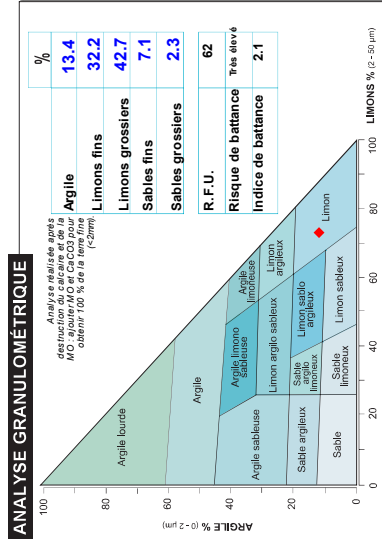 ANALYSE GRANULOMÉTRIQUE
Analyse réalisée après
destruction du calcaire et de la
MO : ajouter MO et CaCO3 pour
obtenir 100 % de la terre fine
(<2mm).
%
Argile 13.4
Limons fins 32.2
Limons grossiers 42.7
Sables fins 7.1
Sables grossiers 2.3
R.F.U. 62
Risque de battance Très élevé
Indice de battance 2.1
ARGILE % (0 - 2 µm)
100
80
60
40
20
0
Argile lourde
Argile
Argile sableuse
Argile limono
sableuse
Argile
limoneuse
Limon argilo sableux
Limon
argileux
Sable argileux
Sable
argilo
limoneux
Limon sablo
argileux
Limon
Sable
Sable
limoneux
Limon sableux
0 20 40 60 80 100
LIMONS % (2 - 50 µm)